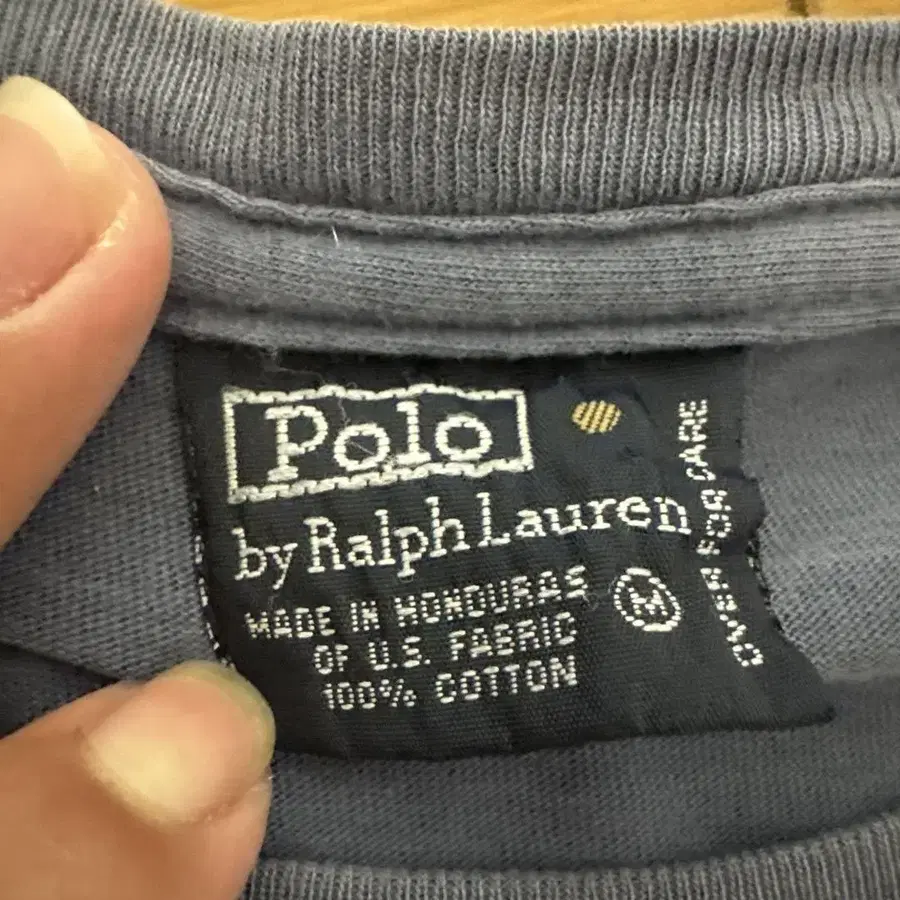 Polo
by Ralph Lauren
MADE IN HONDURAS
OF U.S. FABRIC
100% COTTON
M
OVER FOR CARE